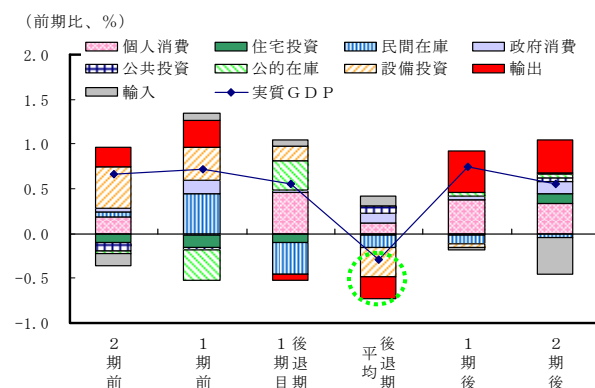 （前期比、%）
個人消費 住宅投資 民間在庫 政府消費
公共投資 公的在庫 設備投資 輸出
輸入 実質ＧＤＰ
2.0
1.5
1.0
0.5
0.0
-0.5
-1.0
２期前
１期前
後退期１期目
後退期平均
１期後
２期後